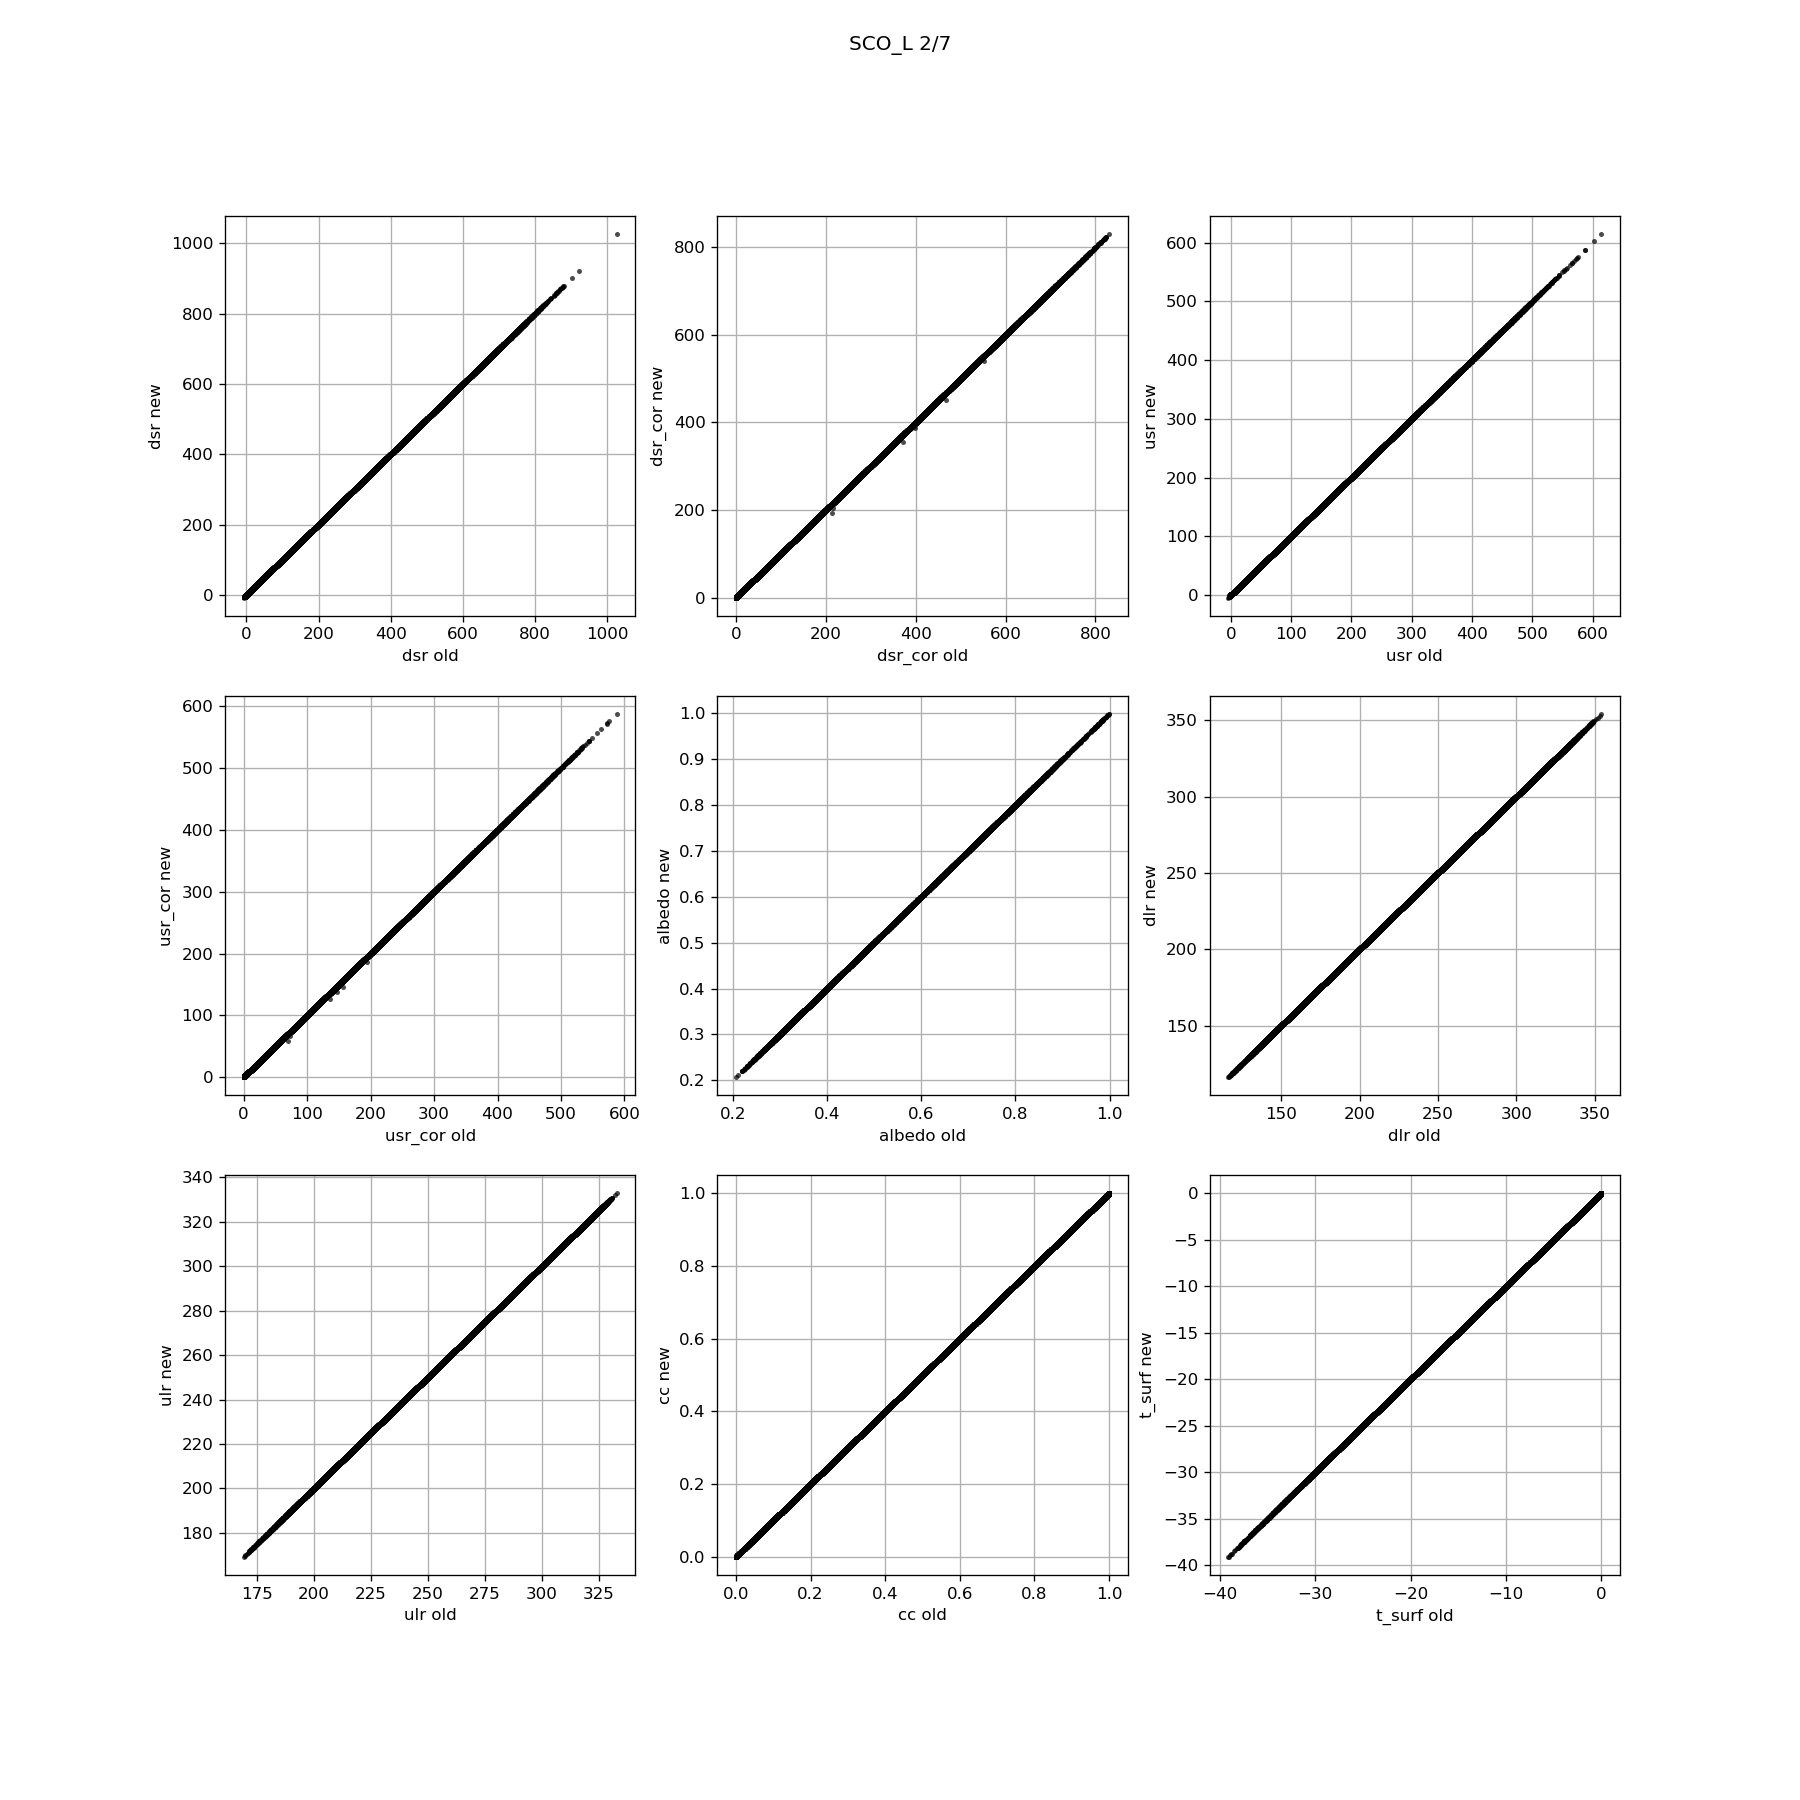 SCO_L 2/7
1000
800
600
400
200
0
dsr new
0 200 400 600 800 1000
dsr old
800
600
400
200
0
dsr_cor new
0 200 400 600 800
dsr_cor old
600
500
400
300
200
100
0
usr new
0 100 200 300 400 500 600
usr old
600
500
400
300
200
100
0
usr_cor new
0 100 200 300 400 500 600
usr_cor old
1.0
0.9
0.8
0.7
0.6
0.5
0.4
0.3
0.2
albedo new
0.2 0.4 0.6 0.8 1.0
albedo old
350
300
250
200
150
dlr new
150 200 250 300 350
dlr old
340
320
300
280
260
240
220
200
180
ulr new
175 200 225 250 275 300 325
ulr old
1.0
0.8
0.6
0.4
0.2
0.0
cc new
0.0 0.2 0.4 0.6 0.8 1.0
cc old
0
−5
−10
−15
−20
−25
−30
−35
−40
t_surf new
−40 −30 −20 −10 0
t_surf old